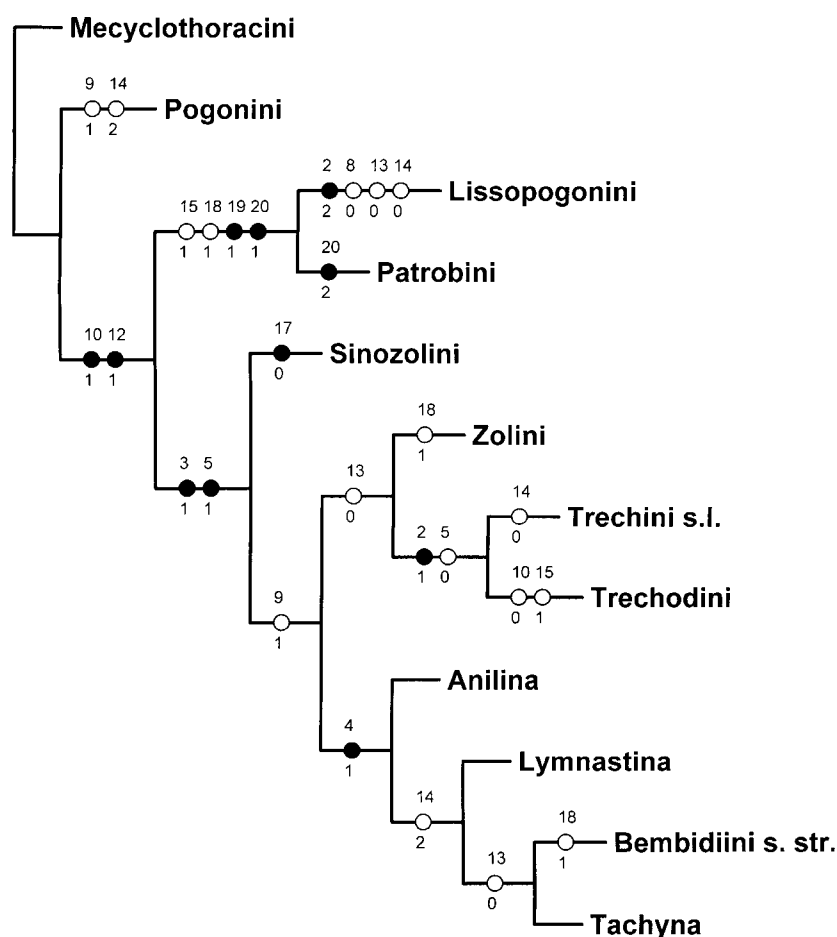 Mecyclothoracini
9 14
Pogonini
1 2
2 8 13 14
Lissopogonini
2 0 0 0
15 18 19 20
1 1 1 1
20
Patrobini
2
10 12
1 1
17
Sinozolini
0
18
Zolini
1
3 5
1 1
13
0
14
Trechini s.l.
0
2 5
1 0
10 15
Trechodini
0 1
9
1
Anilina
4
1
Lymnastina
14
2
18
Bembidiini s. str.
1
13
0
Tachyna